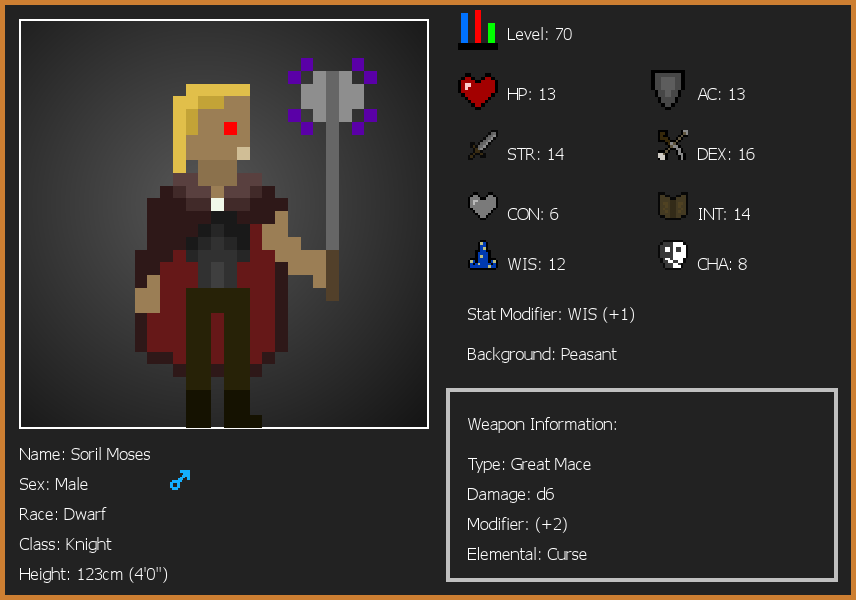 Level: 70
HP: 13
AC: 13
STR: 14
DEX: 16
CON: 6
INT: 14
WIS: 12
CHA: 8
Stat Modifier: WIS (+1)
Background: Peasant
Weapon Information:
Type: Great Mace
Damage: d6
Modifier: (+2)
Elemental: Curse
Name: Soril Moses
Sex: Male
Race: Dwarf
Class: Knight
Height: 123cm (4'0")